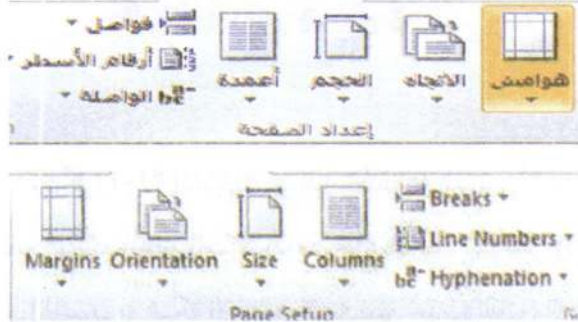 هوامش الاتجاه الحجم أعمدة
فواصل
أرقام الأسطر
الواصلة
إعداد الصفحة
Margins Orientation Size Columns
Breaks
Line Numbers
Hyphenation
Page Setup